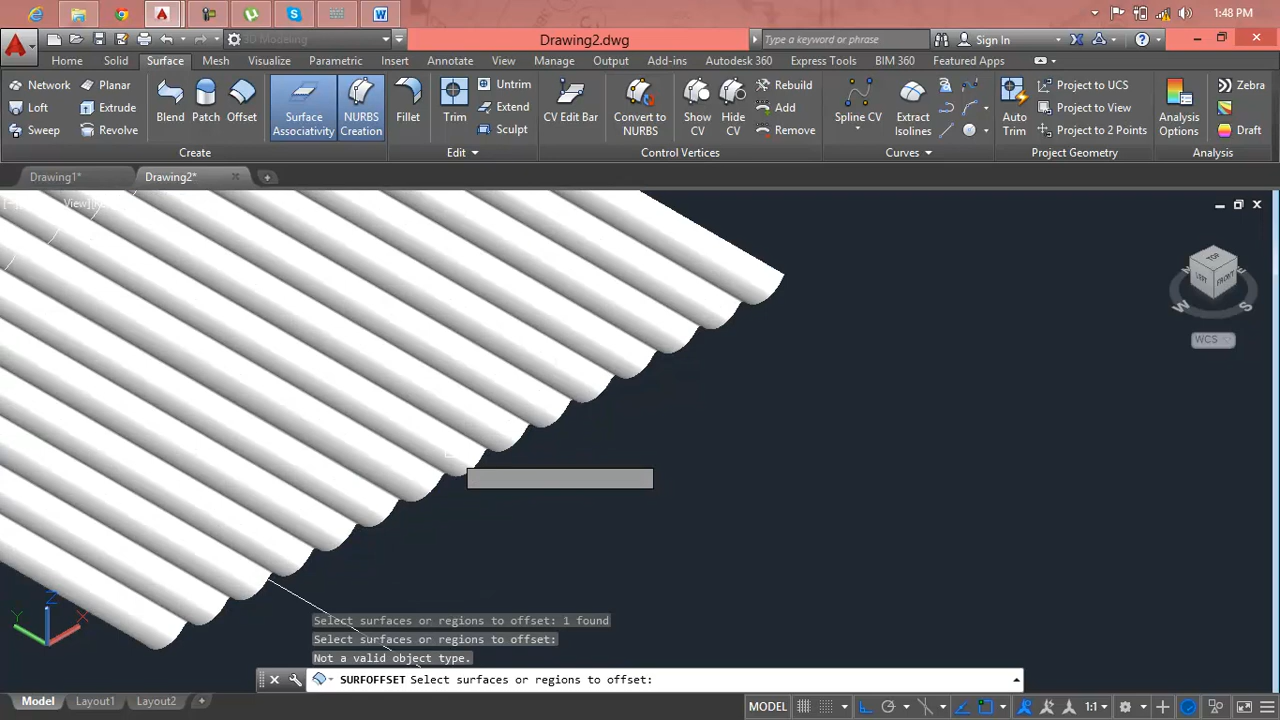 1:48 PM
3D Modeling
Drawing2.dwg
Type a keyword or phrase
Sign In
Home Solid Surface Mesh Visualize Parametric Insert Annotate View Manage Output Add-ins Autodesk 360 Express Tools BIM 360 Featured Apps
Network Planar Untrim Rebuild Project to UCS Zebra
Loft Extrude Extend Add Project to View
Sweep Revolve Sculpt Remove Project to 2 Points Draft
Blend Patch Offset Surface Associativity NURBS Creation Fillet Trim CV Edit Bar Convert to NURBS Show CV Hide CV Spline CV Extract Isolines Auto Trim Analysis Options
Create Edit Control Vertices Curves Project Geometry Analysis
Drawing1* Drawing2*
View]
TOP
LEFT
FRONT
W
S
WCS
Z
Y
X
Select surfaces or regions to offset: 1 found
Select surfaces or regions to offset:
Not a valid object type.
SURFOFFSET Select surfaces or regions to offset:
Model Layout1 Layout2 MODEL 1:1